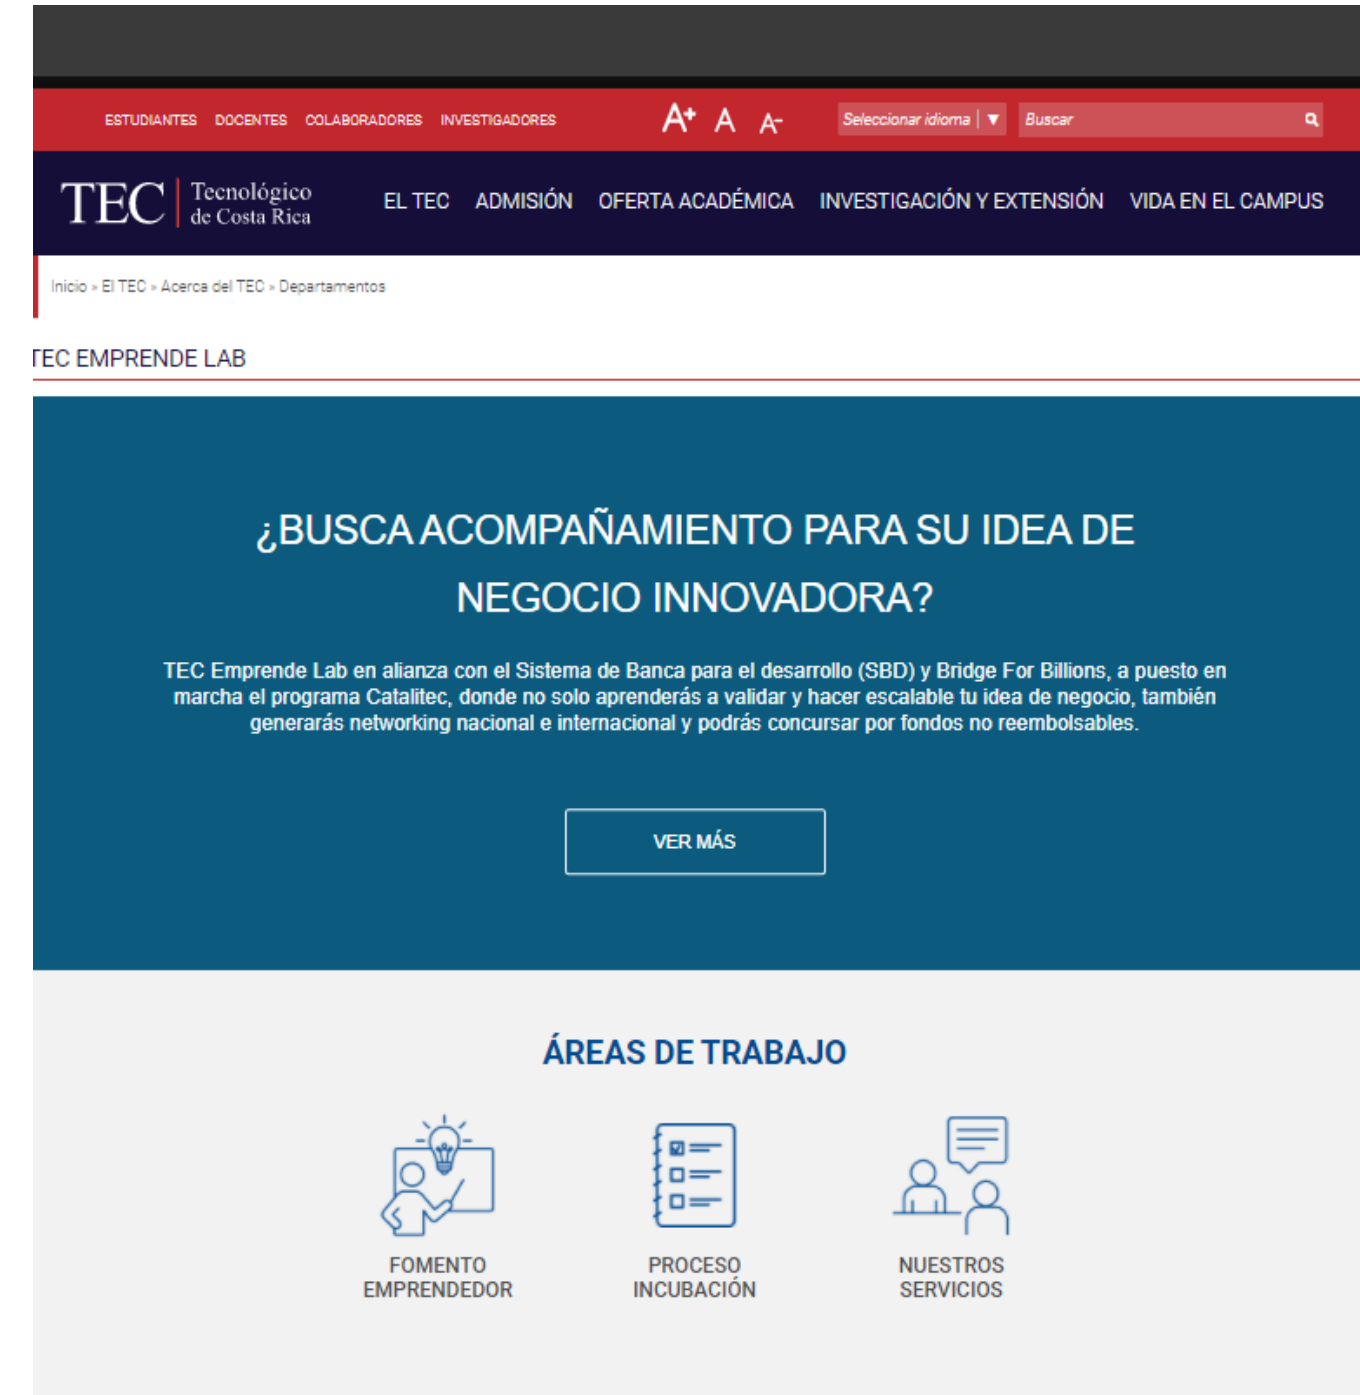 ESTUDIANTES DOCENTES COLABORADORES INVESTIGADORES A+ A A- Seleccionar idioma ▼ Buscar
TEC Tecnológico
de Costa Rica
EL TEC ADMISIÓN OFERTA ACADÉMICA INVESTIGACIÓN Y EXTENSIÓN VIDA EN EL CAMPUS
Inicio » El TEC » Acerca del TEC » Departamentos
TEC EMPRENDE LAB
¿BUSCA ACOMPAÑAMIENTO PARA SU IDEA DE
NEGOCIO INNOVADORA?
TEC Emprende Lab en alianza con el Sistema de Banca para el desarrollo (SBD) y Bridge For Billions, a puesto en
marcha el programa Catalitec, donde no solo aprenderás a validar y hacer escalable tu idea de negocio, también
generarás networking nacional e internacional y podrás concursar por fondos no reembolsables.
VER MÁS
ÁREAS DE TRABAJO
FOMENTO
EMPRENDEDOR
PROCESO
INCUBACIÓN
NUESTROS
SERVICIOS